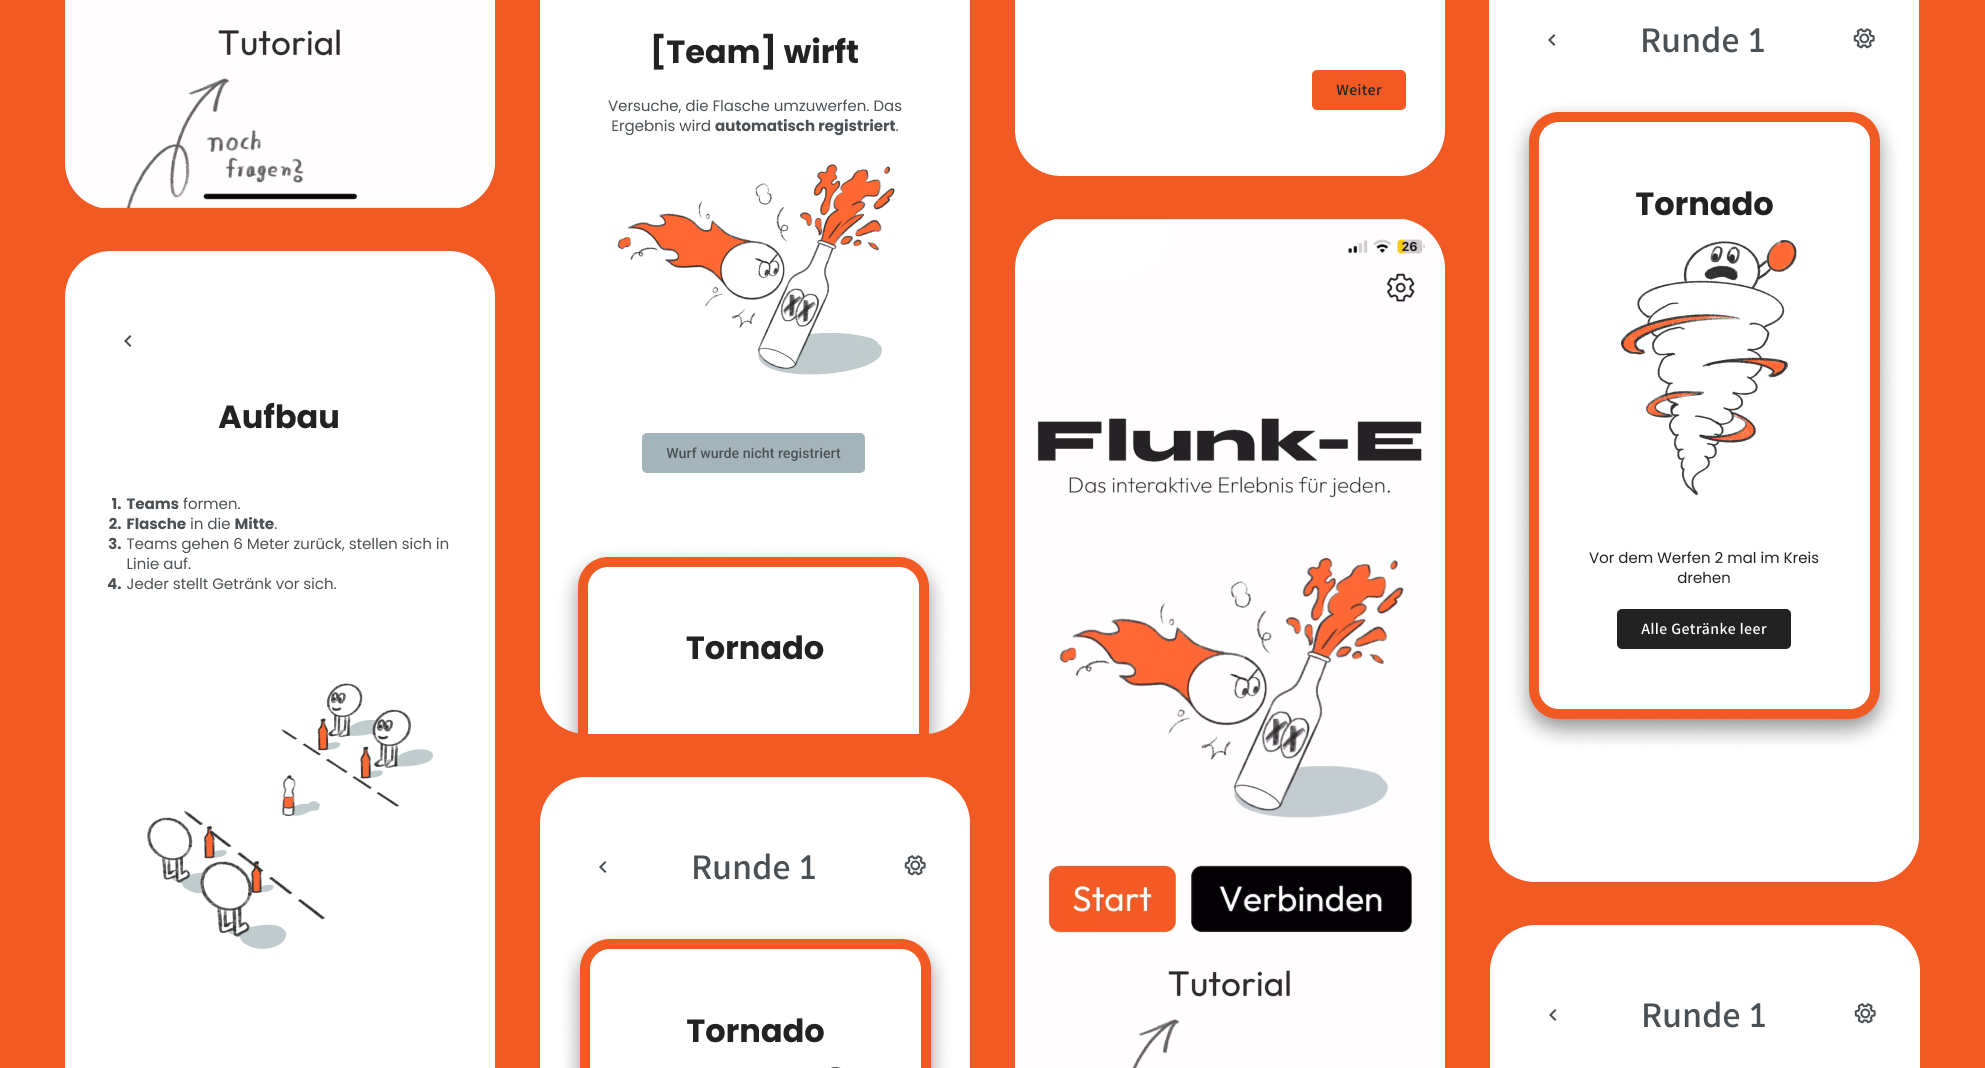 Tutorial
noch
fragen?
Aufbau
1. Teams formen.
2. Flasche in die Mitte.
3. Teams gehen 6 Meter zurück, stellen sich in
Linie auf.
4. Jeder stellt Getränk vor sich.
[Team] wirft
Versuche, die Flasche umzuwerfen. Das
Ergebnis wird automatisch registriert.
Wurf wurde nicht registriert
Tornado
Runde 1
Tornado
Weiter
26
Flunk-E
Das interaktive Erlebnis für jeden.
Start
Verbinden
Tutorial
Runde 1
Tornado
Vor dem Werfen 2 mal im Kreis
drehen
Alle Getränke leer
Runde 1